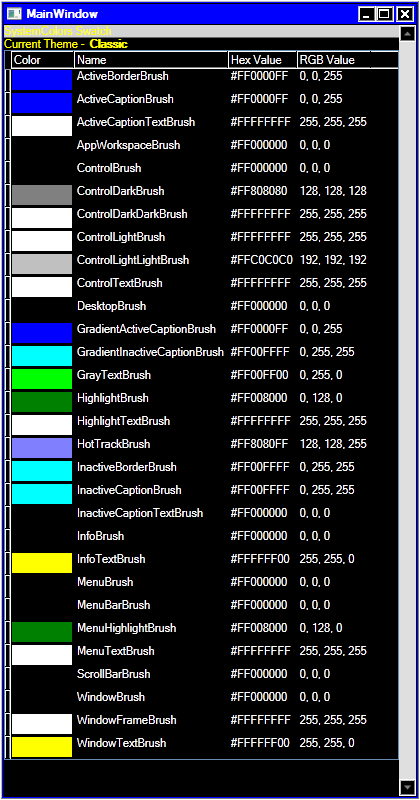 MainWindow
SystemColors Swatch
Current Theme - Classic
Color Name Hex Value RGB Value
ActiveBorderBrush #FF0000FF 0, 0, 255
ActiveCaptionBrush #FF0000FF 0, 0, 255
ActiveCaptionTextBrush #FFFFFFFF 255, 255, 255
AppWorkspaceBrush #FF000000 0, 0, 0
ControlBrush #FF000000 0, 0, 0
ControlDarkBrush #FF808080 128, 128, 128
ControlDarkDarkBrush #FFFFFFFF 255, 255, 255
ControlLightBrush #FFFFFFFF 255, 255, 255
ControlLightLightBrush #FFC0C0C0 192, 192, 192
ControlTextBrush #FFFFFFFF 255, 255, 255
DesktopBrush #FF000000 0, 0, 0
GradientActiveCaptionBrush #FF0000FF 0, 0, 255
GradientInactiveCaptionBrush #FF00FFFF 0, 255, 255
GrayTextBrush #FF00FF00 0, 255, 0
HighlightBrush #FF008000 0, 128, 0
HighlightTextBrush #FFFFFFFF 255, 255, 255
HotTrackBrush #FF8080FF 128, 128, 255
InactiveBorderBrush #FF00FFFF 0, 255, 255
InactiveCaptionBrush #FF00FFFF 0, 255, 255
InactiveCaptionTextBrush #FF000000 0, 0, 0
InfoBrush #FF000000 0, 0, 0
InfoTextBrush #FFFFFF00 255, 255, 0
MenuBrush #FF000000 0, 0, 0
MenuBarBrush #FF000000 0, 0, 0
MenuHighlightBrush #FF008000 0, 128, 0
MenuTextBrush #FFFFFFFF 255, 255, 255
ScrollBarBrush #FF000000 0, 0, 0
WindowBrush #FF000000 0, 0, 0
WindowFrameBrush #FFFFFFFF 255, 255, 255
WindowTextBrush #FFFFFF00 255, 255, 0